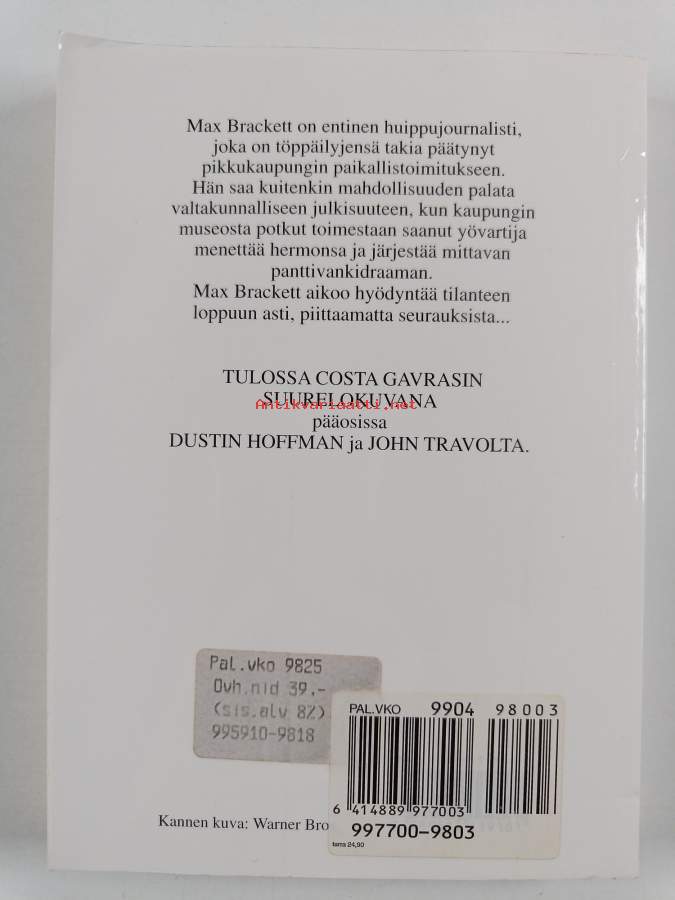 Max Brackett on entinen huippujournalisti,
joka on töppäilyjensä takia päätynyt
pikkukaupungin paikallistoimitukseen.
Hän saa kuitenkin mahdollisuuden palata
valtakunnalliseen julkisuuteen, kun kaupungin
museosta potkut toimestaan saanut yövartija
menettää hermonsa ja järjestää mittavan
panttivankidraaman.
Max Brackett aikoo hyödyntää tilanteen
loppuun asti, piittaamatta seurauksista...
TULOSSA COSTA GAVRASIN
SUURELOKUVANA
Antikvariaatti.net
pääosissa
DUSTIN HOFFMAN ja JOHN TRAVOLTA.
Pal.vko 9825
Ovh.nid 39.-
(sis.alv 8%)
995910-9818
PAL.VKO 9904 98003
6 414889 977003
997700-9803
tarra 24,90
Kannen kuva: Warner Bro